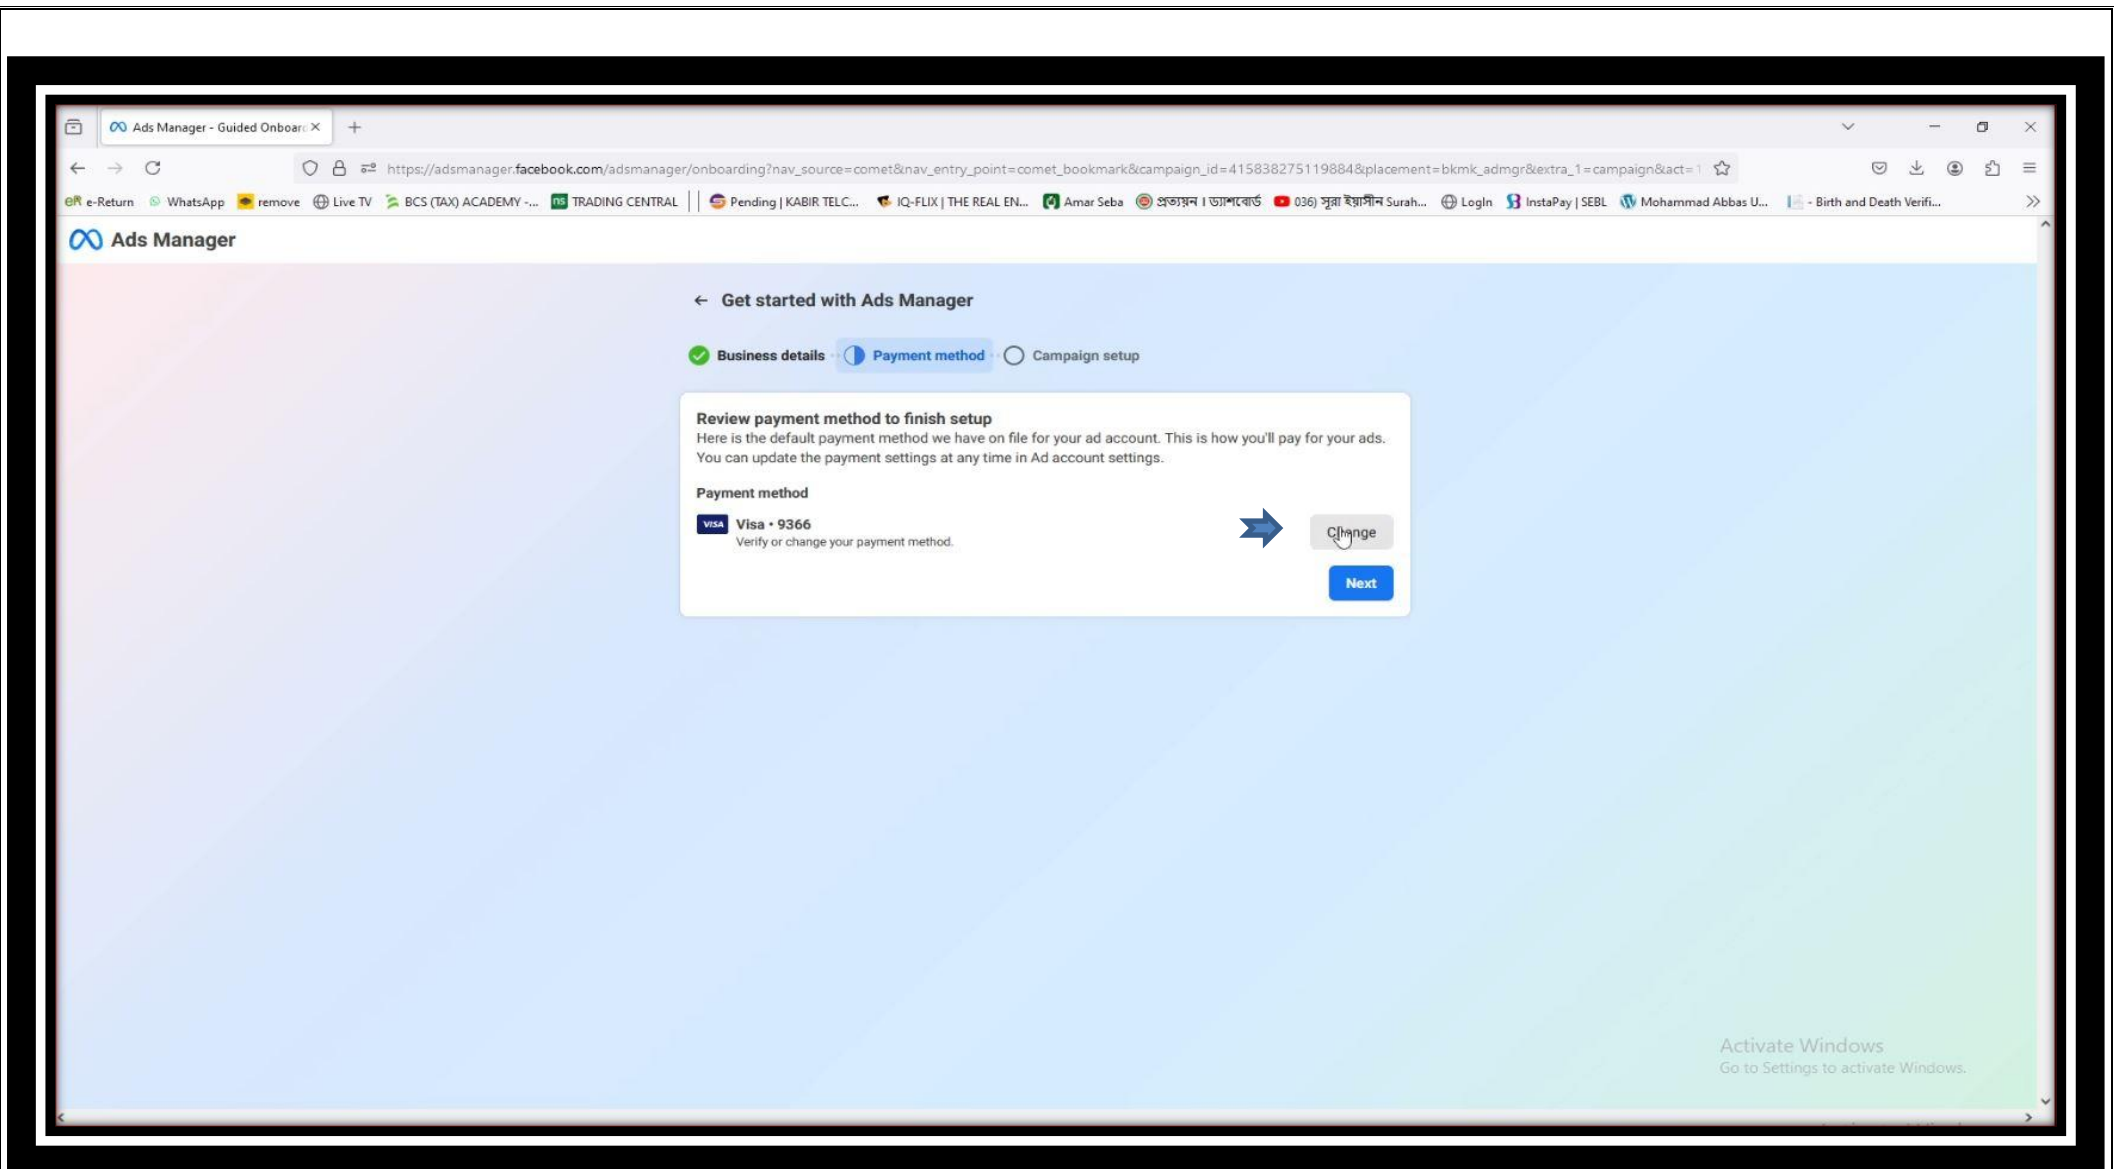 Ads Manager - Guided Onboard
https://adsmanager.facebook.com/adsmanager/onboarding?nav_source=comet&nav_entry_point=comet_bookmark&campaign_id=415838275119884&placement=bkmk_admgr&extra_1=campaign&act=1
eR e-Return WhatsApp remove Live TV BCS (TAX) ACADEMY -... ns TRADING CENTRAL Pending | KABIR TELC... IQ-FLIX | THE REAL EN... Amar Seba প্রত্যয়ন । ড্যাশবোর্ড 036) সূরা ইয়াসীন Surah... LogIn InstaPay | SEBL Mohammad Abbas U... - Birth and Death Verifi...
Ads Manager
Get started with Ads Manager
Business details Payment method Campaign setup
Review payment method to finish setup
Here is the default payment method we have on file for your ad account. This is how you'll pay for your ads.
You can update the payment settings at any time in Ad account settings.
Payment method
VISA Visa • 9366
Verify or change your payment method.
Change
Next
Activate Windows
Go to Settings to activate Windows.